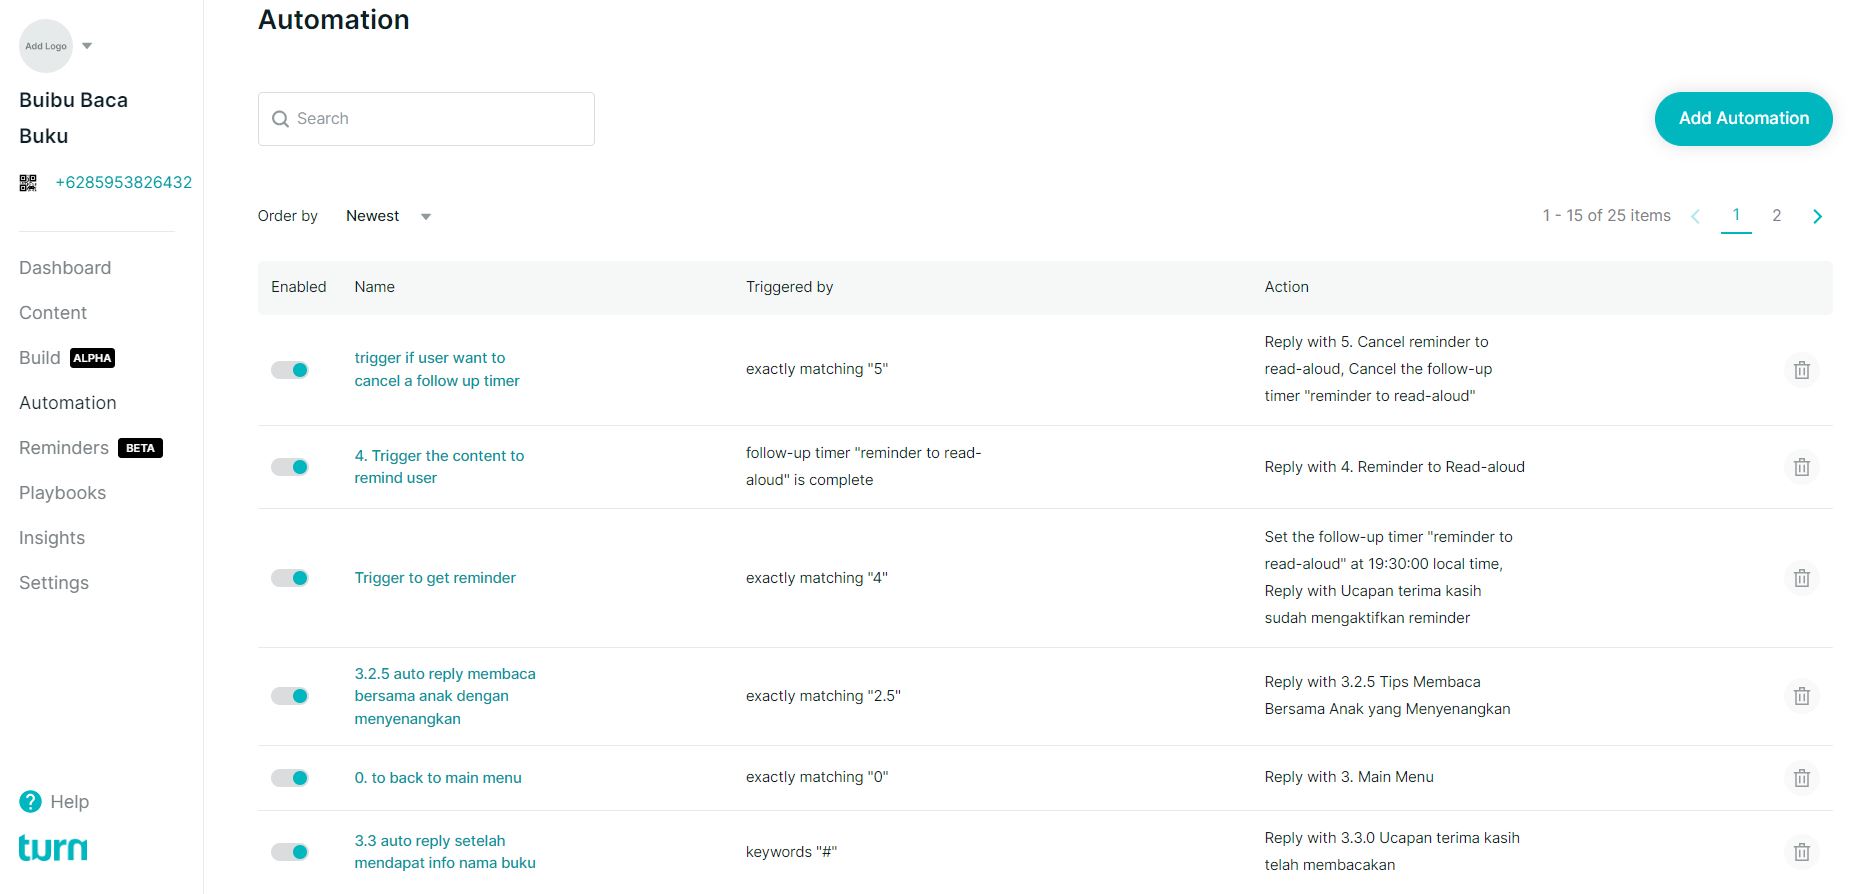 Add Logo
Buibu Baca
Buku
+6285953826432
Dashboard
Content
Build ALPHA
Automation
Reminders BETA
Playbooks
Insights
Settings
Help
turn
Automation
Search
Add Automation
Order by Newest
1 - 15 of 25 items 1 2
Enabled Name Triggered by Action
trigger if user want to
cancel a follow up timer
exactly matching "5"
Reply with 5. Cancel reminder to
read-aloud, Cancel the follow-up
timer "reminder to read-aloud"
4. Trigger the content to
remind user
follow-up timer "reminder to read-
aloud" is complete
Reply with 4. Reminder to Read-aloud
Trigger to get reminder
exactly matching "4"
Set the follow-up timer "reminder to
read-aloud" at 19:30:00 local time,
Reply with Ucapan terima kasih
sudah mengaktifkan reminder
3.2.5 auto reply membaca
bersama anak dengan
menyenangkan
exactly matching "2.5"
Reply with 3.2.5 Tips Membaca
Bersama Anak yang Menyenangkan
0. to back to main menu
exactly matching "0"
Reply with 3. Main Menu
3.3 auto reply setelah
mendapat info nama buku
keywords "#"
Reply with 3.3.0 Ucapan terima kasih
telah membacakan